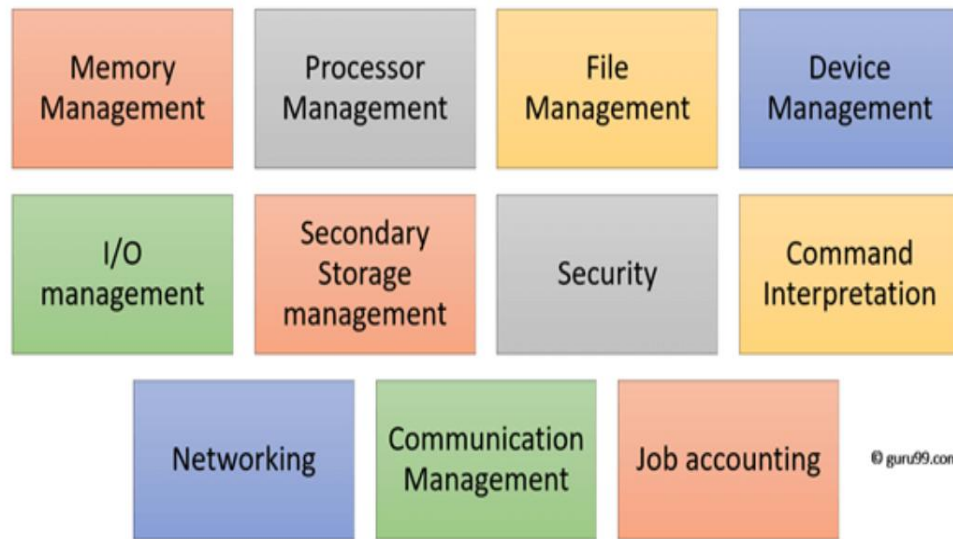 Memory
Management
Processor
Management
File
Management
Device
Management
I/O
management
Secondary
Storage
management
Security
Command
Interpretation
Networking
Communication
Management
Job accounting
© guru99.com